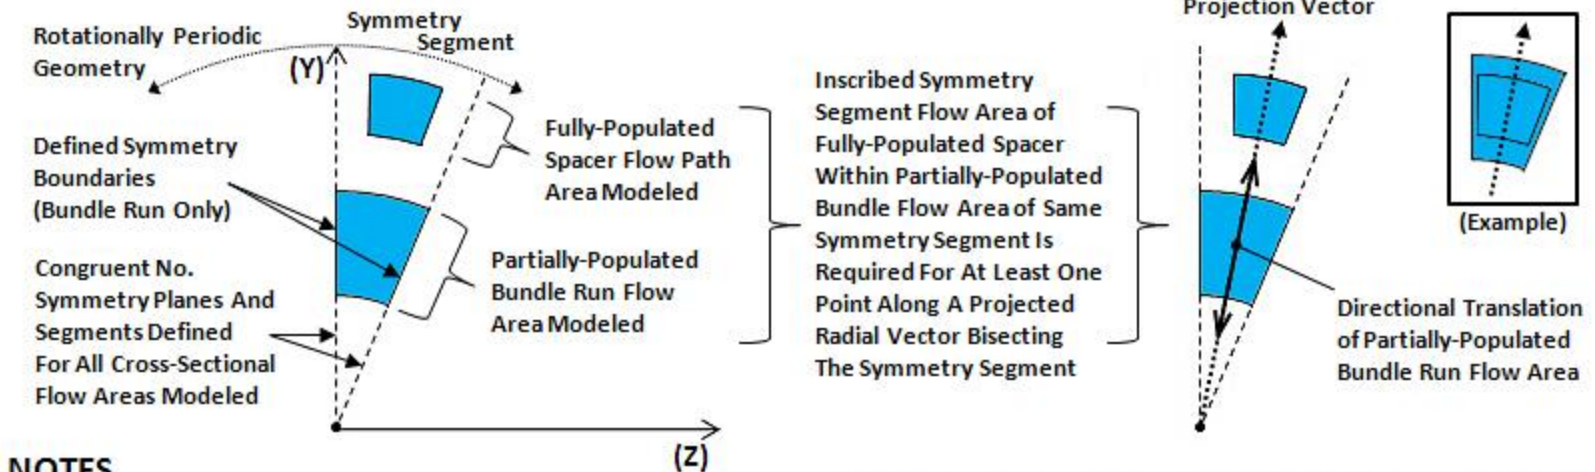 Rotationally Periodic
Geometry
Symmetry
Segment
(Y)
Defined Symmetry
Boundaries
(Bundle Run Only)
Congruent No.
Symmetry Planes And
Segments Defined
For All Cross-Sectional
Flow Areas Modeled
Fully-Populated
Spacer Flow Path
Area Modeled
Partially-Populated
Bundle Run Flow
Area Modeled
(Z)
Inscribed Symmetry
Segment Flow Area of
Fully-Populated Spacer
Within Partially-Populated
Bundle Flow Area of Same
Symmetry Segment Is
Required For At Least One
Point Along A Projected
Radial Vector Bisecting
The Symmetry Segment
Projection Vector
(Example)
Directional Translation
of Partially-Populated
Bundle Run Flow Area
NOTES